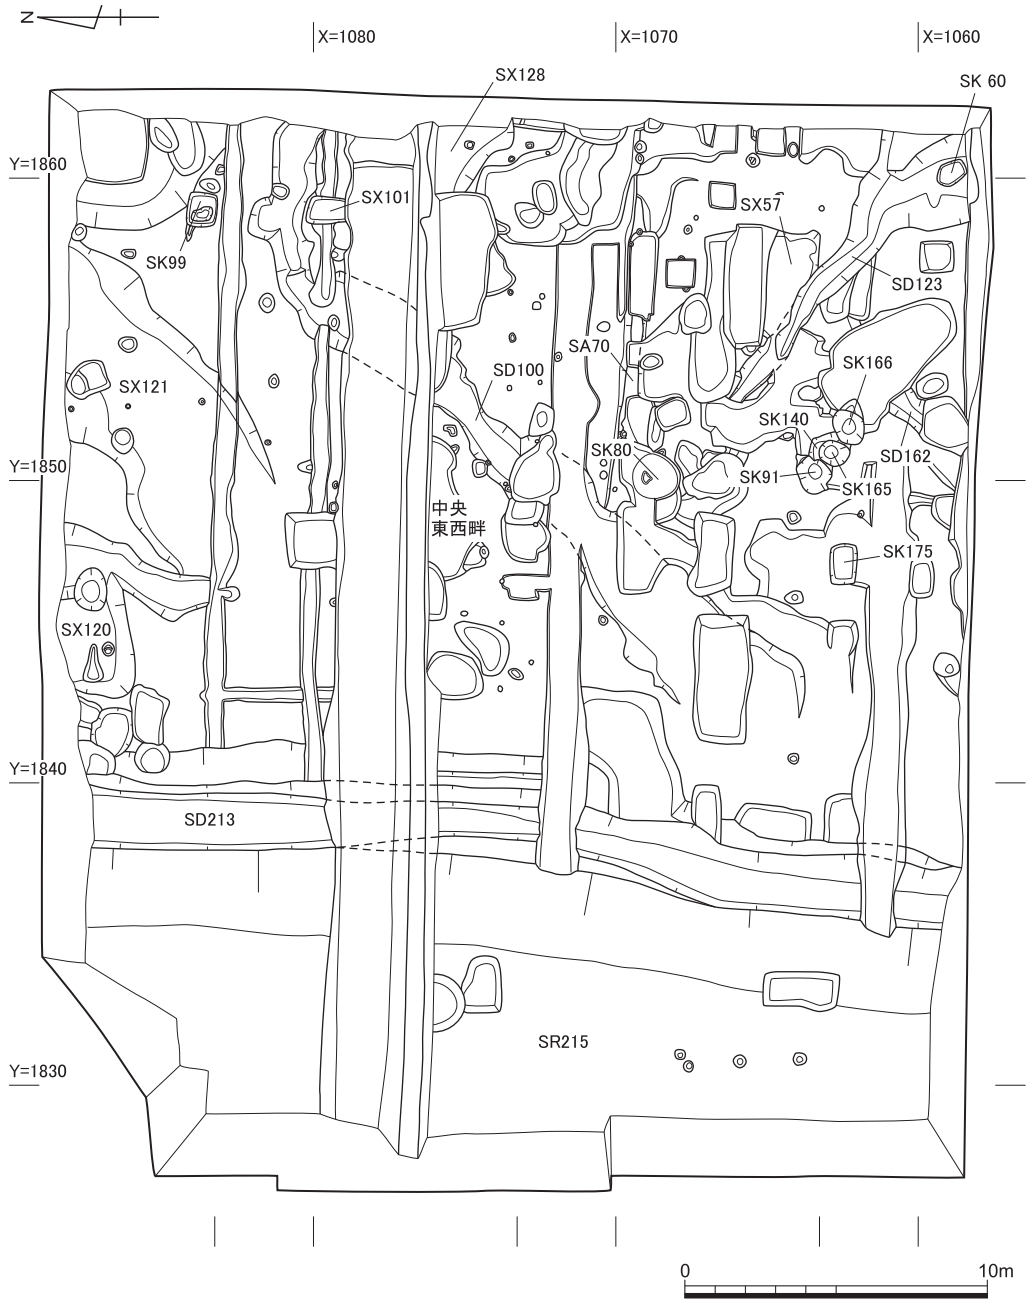 N
X=1080
X=1070
X=1060
SX128
SK 60
Y=1860
SX101
SX57
SK99
SD123
SA70
SD100
SK166
SX121
SK140
SK80
SD162
Y=1850
SK91
SK165
中央
東西畔
SK175
SX120
Y=1840
SD213
SR215
Y=1830
0
10m